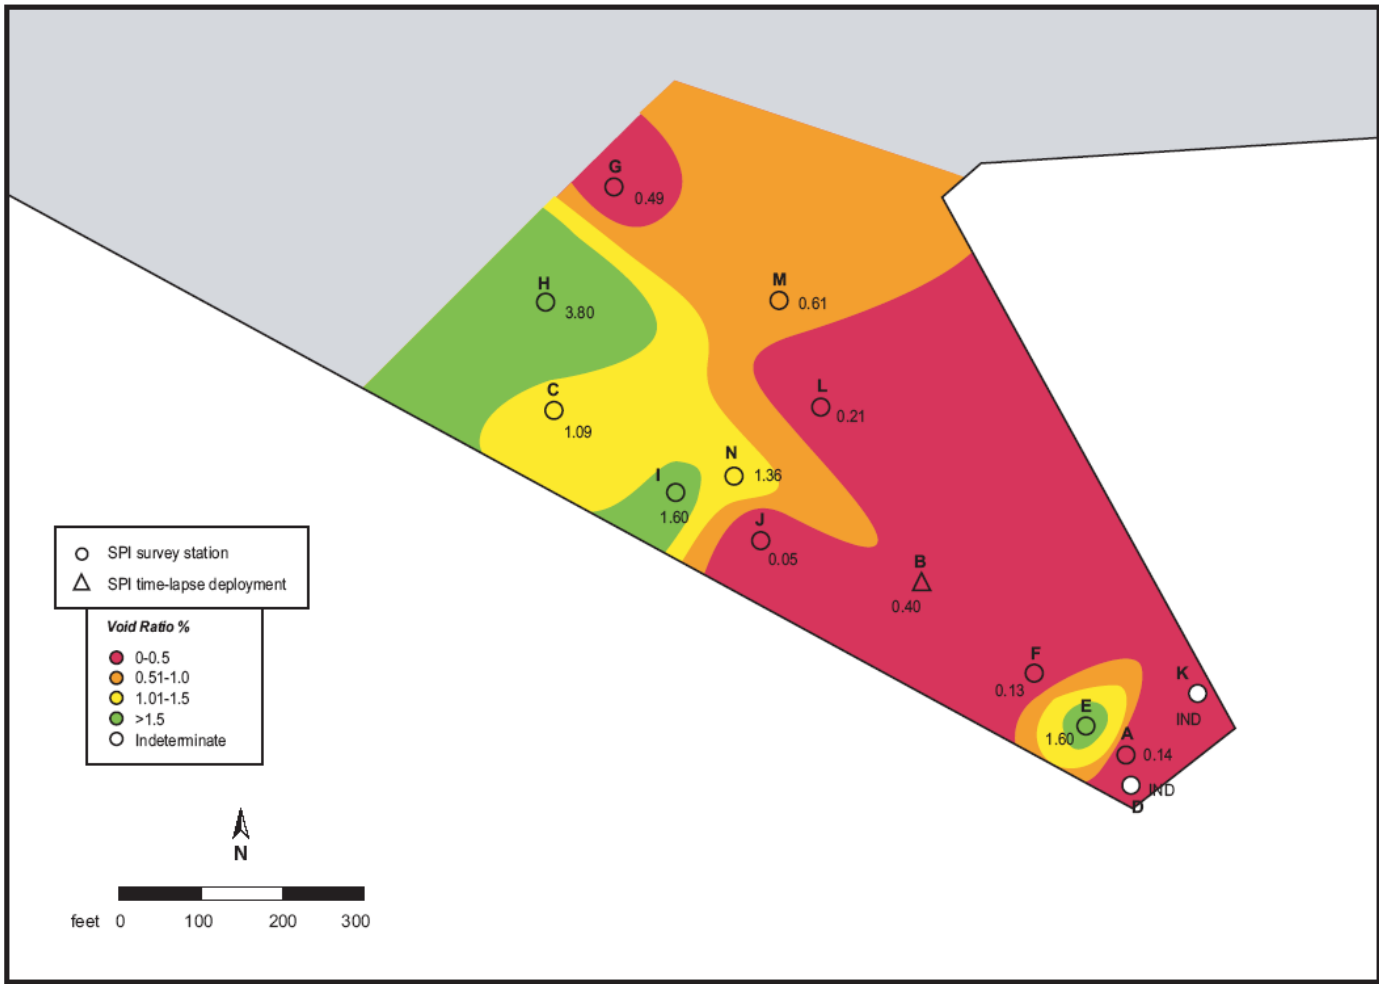 G
0.49
H
3.80
M
0.61
C
1.09
L
0.21
N
1.36
I
1.60
J
0.05
B
0.40
F
0.13
K
IND
E
1.60
A
0.14
IND
D
SPI survey station
SPI time-lapse deployment
Void Ratio %
0-0.5
0.51-1.0
1.01-1.5
>1.5
Indeterminate
N
feet 0 100 200 300